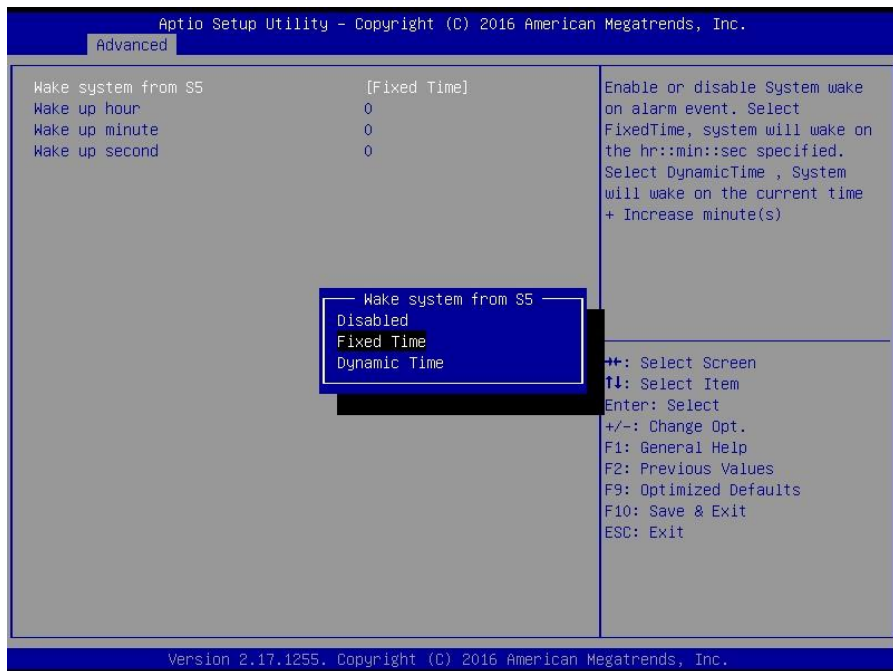 Aptio Setup Utility – Copyright (C) 2016 American Megatrends, Inc.
Advanced
Wake system from S5 [Fixed Time]
Wake up hour 0
Wake up minute 0
Wake up second 0
Enable or disable System wake
on alarm event. Select
FixedTime, system will wake on
the hr::min::sec specified.
Select DynamicTime , System
will wake on the current time
+ Increase minute(s)
Wake system from S5
Disabled
Fixed Time
Dynamic Time
→←: Select Screen
↑↓: Select Item
Enter: Select
+/-: Change Opt.
F1: General Help
F2: Previous Values
F9: Optimized Defaults
F10: Save & Exit
ESC: Exit
Version 2.17.1255. Copyright (C) 2016 American Megatrends, Inc.